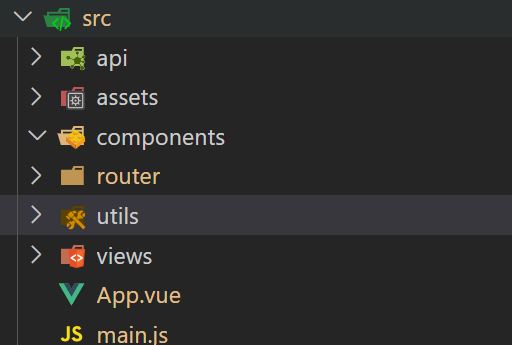 src
api
assets
components
router
utils
views
App.vue
JS main.js